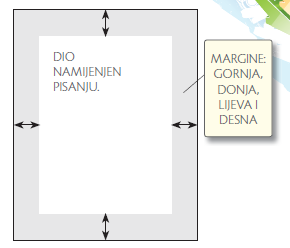 DIO
NAMIJENJEN
PISANJU.
MARGINE:
GORNJA,
DONJA,
LIJEVA I
DESNA